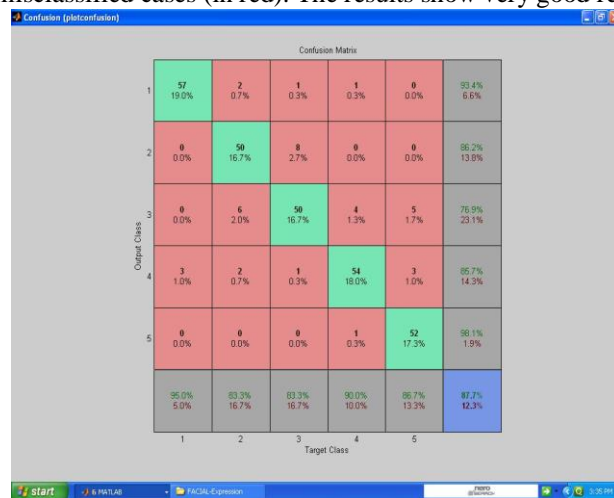 misclassified cases (in red). The results show very good re
Confusion (plotconfusion)
Confusion Matrix
1 57 2 1 1 0 93.4%
19.0% 0.7% 0.3% 0.3% 0.0% 6.6%
2 0 50 8 0 0 86.2%
0.0% 16.7% 2.7% 0.0% 0.0% 13.8%
3 0 6 50 4 5 76.9%
0.0% 2.0% 16.7% 1.3% 1.7% 23.1%
Output Class
4 3 2 1 54 3 85.7%
1.0% 0.7% 0.3% 18.0% 1.0% 14.3%
5 0 0 0 1 52 98.1%
0.0% 0.0% 0.0% 0.3% 17.3% 1.9%
95.0% 83.3% 83.3% 90.0% 86.7% 87.7%
5.0% 16.7% 16.7% 10.0% 13.3% 12.3%
1 2 3 4 5
Target Class
start 6 MATLAB FACIAL-Expression 3:25 PM